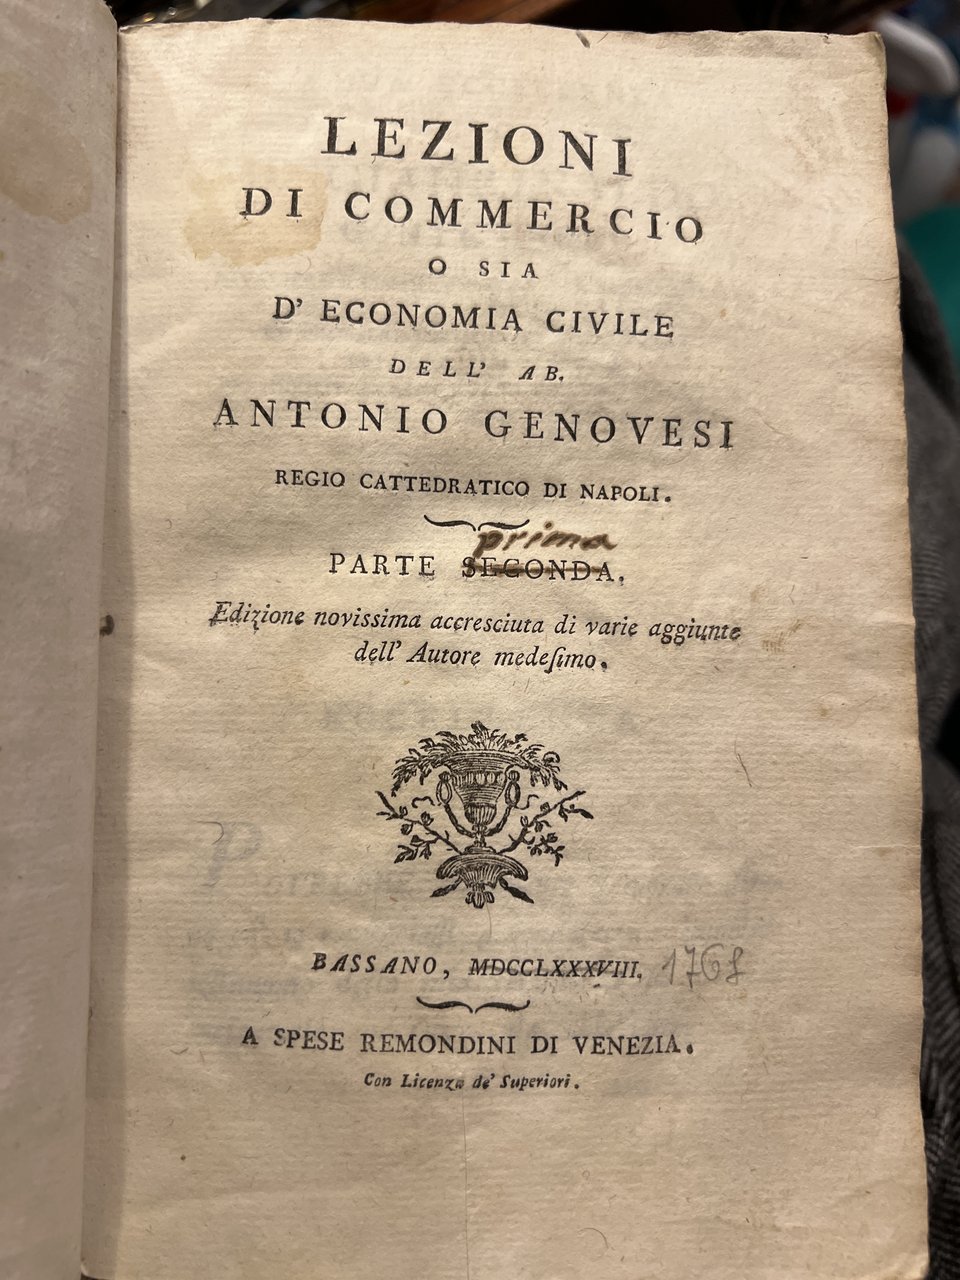 LEZIONI
DI COMMERCIO
O SIA
D' ECONOMIA CIVILE
DELL' AB.
ANTONIO GENOVESI
REGIO CATTEDRATICO DI NAPOLI.
prima
PARTE SECONDA.
Edizione novissima accresciuta di varie aggiunte
dell' Autore medeſimo.
BASSANO, MDCCLXXXVIII. 1768
A SPESE REMONDINI DI VENEZIA.
Con Licenza de' Superiori.